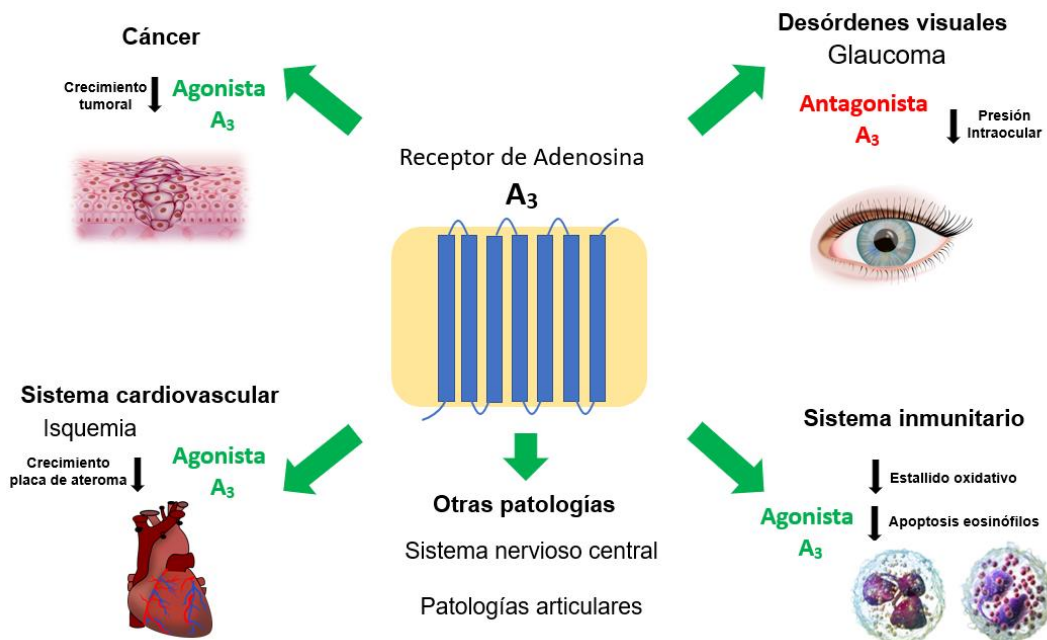 Cáncer
Crecimiento
tumoral
Agonista
A₃
Desórdenes visuales
Glaucoma
Antagonista
A₃
Presión
Intraocular
Receptor de Adenosina
A₃
Sistema cardiovascular
Isquemia
Crecimiento
placa de ateroma
Agonista
A₃
Otras patologías
Sistema nervioso central
Patologías articulares
Sistema inmunitario
Estallido oxidativo
Agonista
A₃
Apoptosis eosinófilos